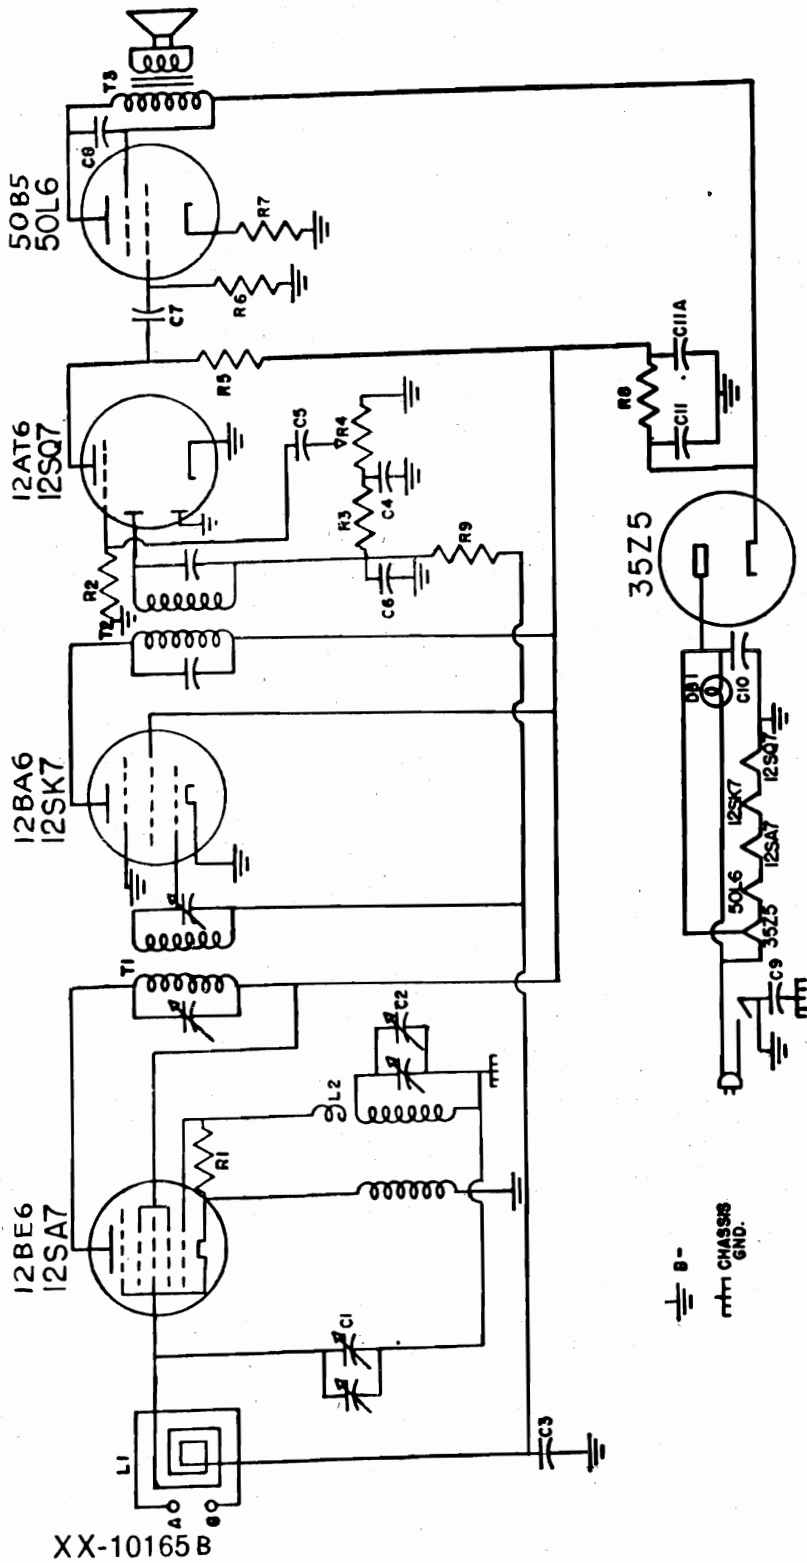 XX-10165B
L1
A
B
12BE6
12SA7
C1
R1
L2
C2
C3
T1
12BA6
12SK7
T2
R2
12AT6
12SQ7
C6
R3
C4
R4
C5
R9
R5
C7
R6
50B5
50L6
R7
C8
T3
R8
C11
C11A
35Z5
DB1
C10
12SQ7
12SK7
12SA7
50L6
35Z5
C9
B-
CHASSIS
GND.